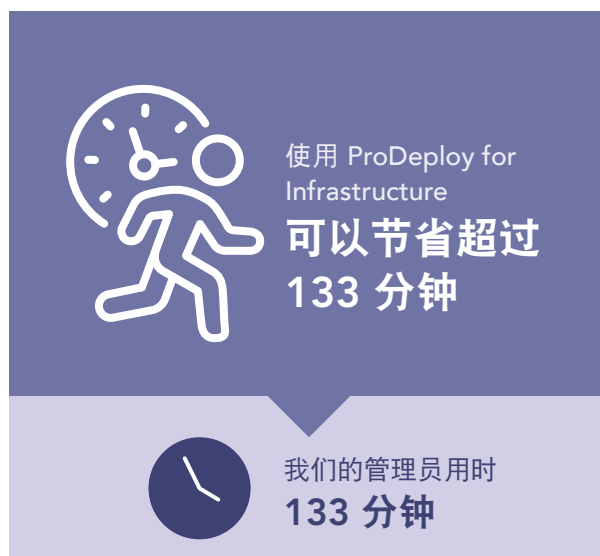 使用 ProDeploy for
Infrastructure
可以节省超过
133 分钟
我们的管理员用时
133 分钟